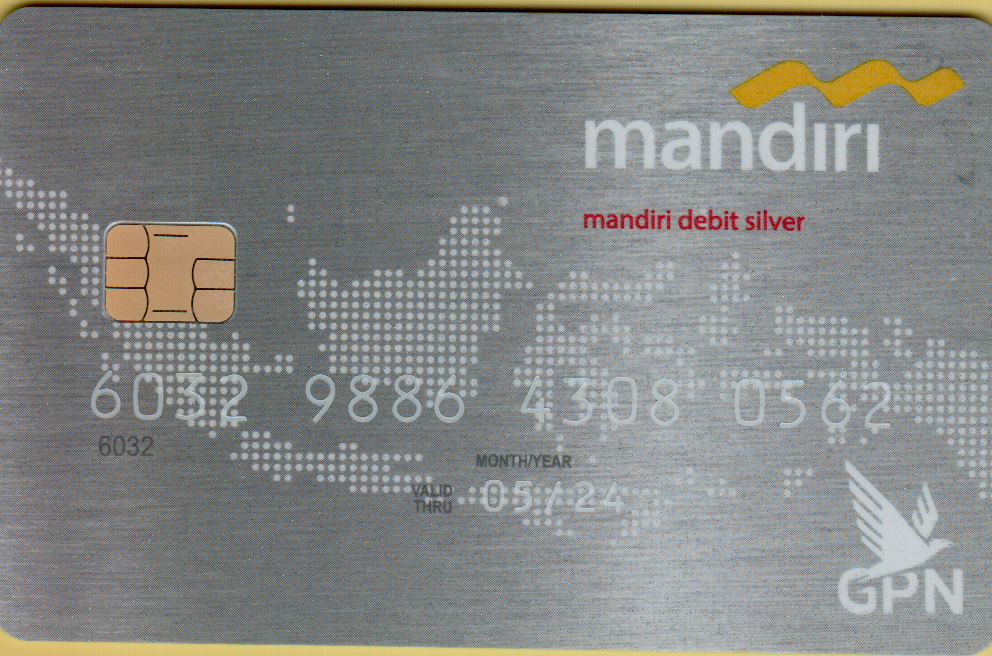 mandiri
mandiri debit silver
6032 9886 4308 0562
6032
MONTH/YEAR
VALID THRU 05/24
GPN